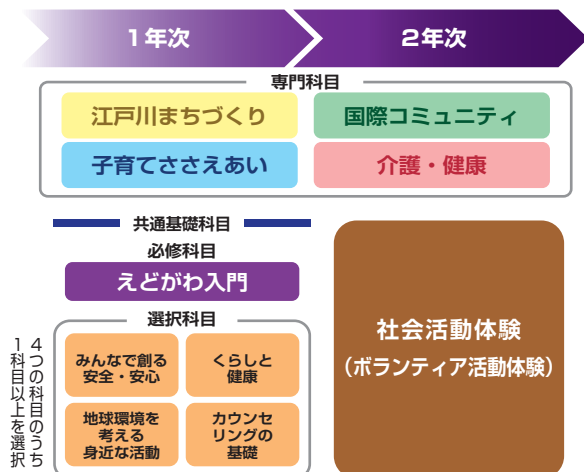 1年次
2年次
専門科目
江戸川まちづくり
国際コミュニティ
子育てささえあい
介護・健康
共通基礎科目
必修科目
えどがわ入門
選択科目
みんなで創る
安全・安心
くらしと
健康
地球環境を
考える
身近な活動
カウンセ
リングの
基礎
4つの科目のうち
1科目以上を選択
社会活動体験
（ボランティア活動体験）